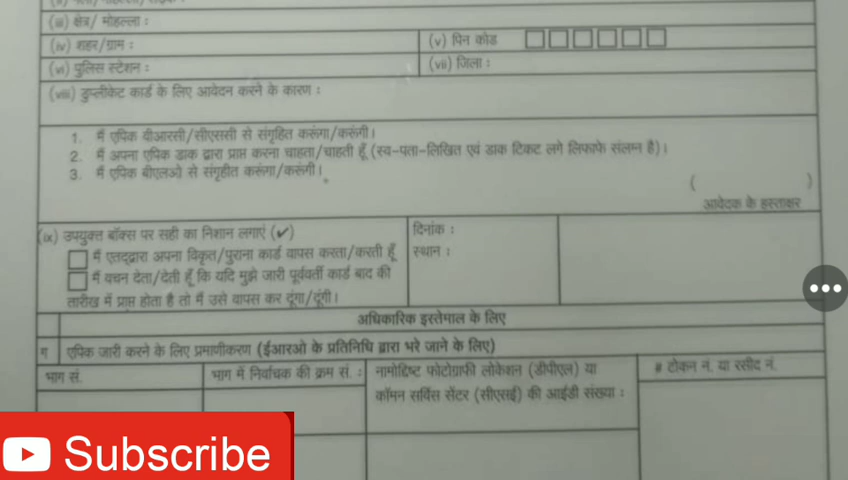 (iii) क्षेत्र/ मोहल्ला :
(iv) शहर/ग्राम :
(v) पिन कोड
(vi) पुलिस स्टेशन :
(vii) जिला :
(viii) डुप्लीकेट कार्ड के लिए आवेदन करने के कारण :
1. मैं एपिक वीआरसी/सीएससी से संगृहित करूंगा/करूंगी।
2. मैं अपना एपिक डाक द्वारा प्राप्त करना चाहता/चाहती हूँ (स्व-पता-लिखित एवं डाक टिकट लगे लिफाफे संलग्न है)।
3. मैं एपिक बीएलओ से संगृहीत करूंगा/करूंगी।
( )
आवेदक के हस्ताक्षर
(ix) उपयुक्त बॉक्स पर सही का निशान लगाएं (✓)
मैं एतद्द्वारा अपना विकृत/पुराना कार्ड वापस करता/करती हूँ
मैं वचन देता/देती हूँ कि यदि मुझे जारी पूर्ववर्ती कार्ड बाद की
तारीख में प्राप्त होता है तो मैं उसे वापस कर दूंगा/दूंगी।
दिनांक :
स्थान :
अधिकारिक इस्तेमाल के लिए
ग एपिक जारी करने के लिए प्रमाणीकरण (ईआरओ के प्रतिनिधि द्वारा भरे जाने के लिए)
भाग सं.
भाग में निर्वाचक की क्रम सं. :
नामोद्दिष्ट फोटोग्राफी लोकेशन (डीपीएल) या
कॉमन सर्विस सेंटर (सीएसई) की आईडी संख्या :
# टोकन नं. या रसीद नं.
Subscribe